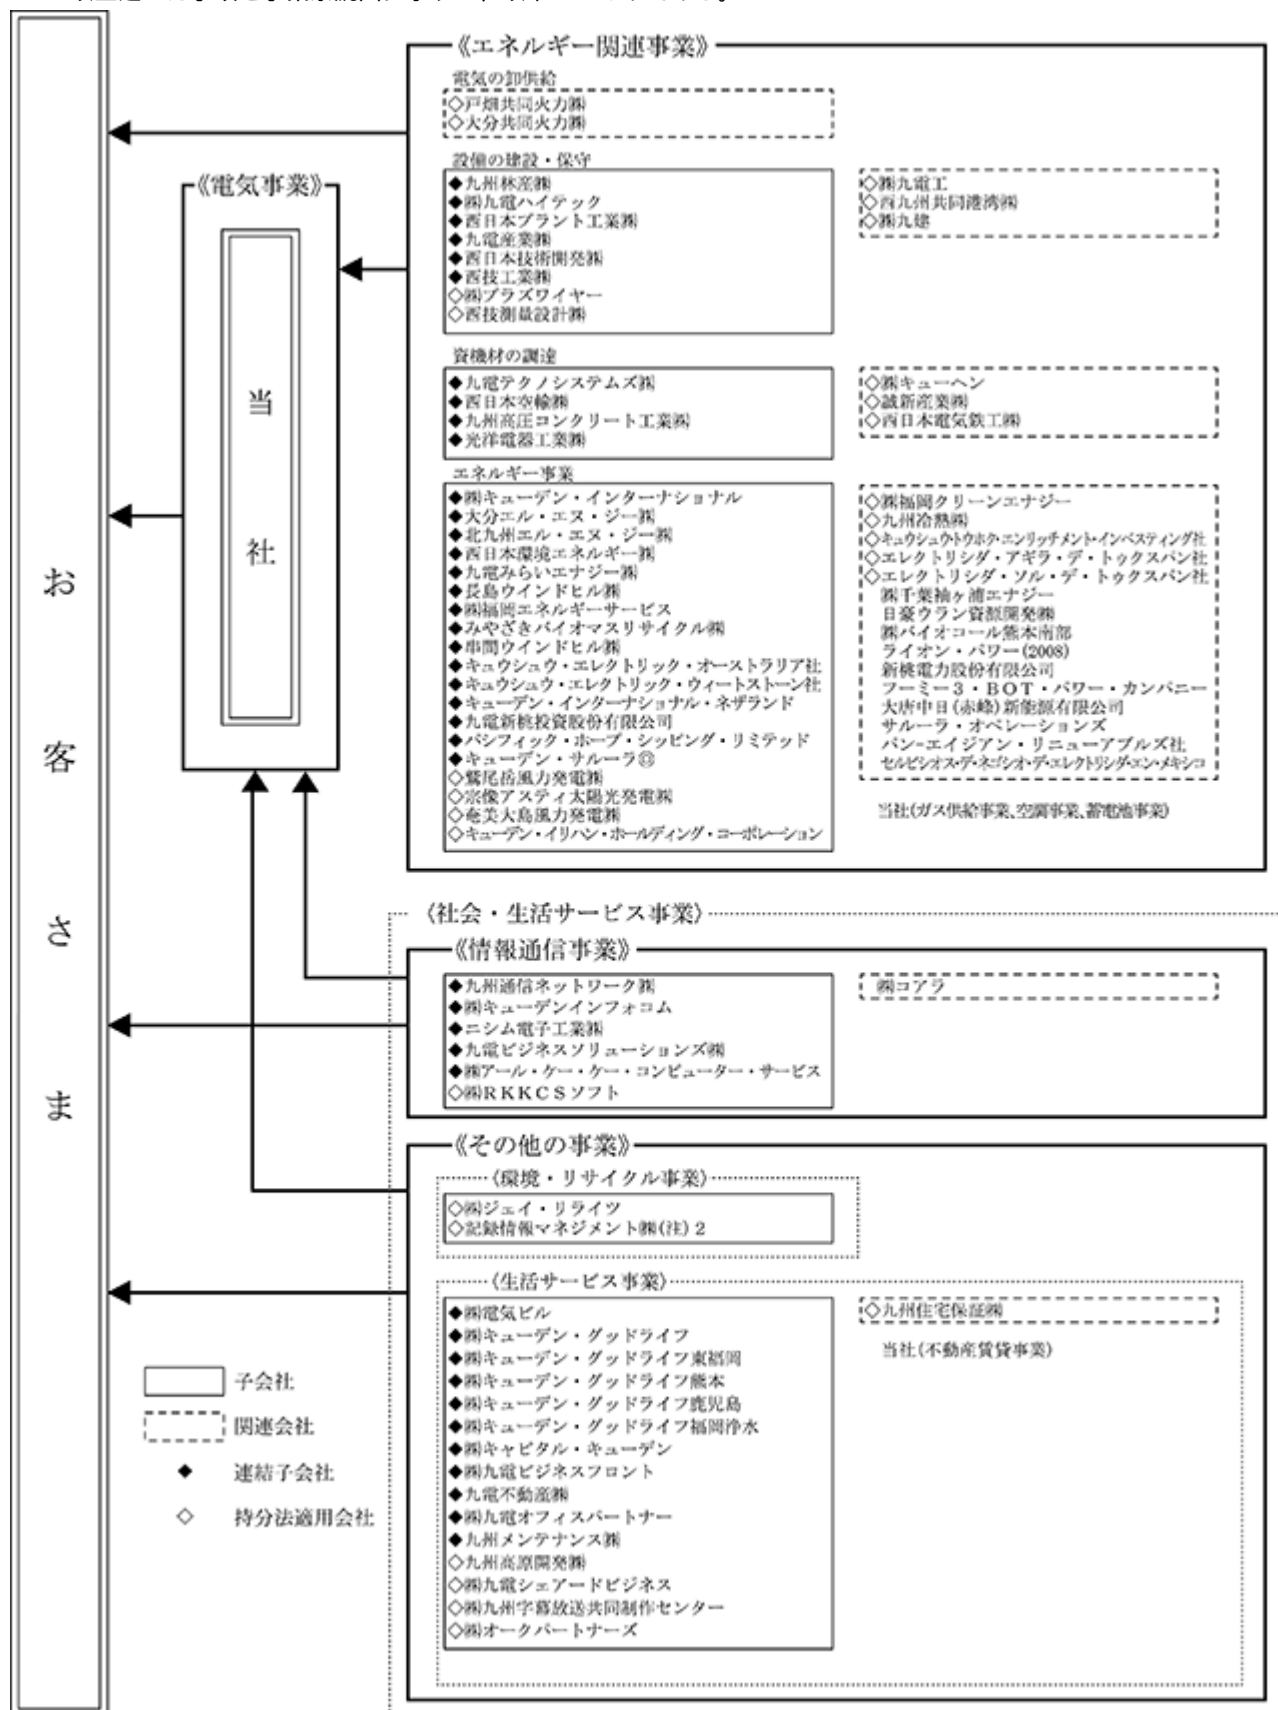 《エネルギー関連事業》
電気の卸供給
◇戸畑共同火力㈱
◇大分共同火力㈱
設備の建設・保守
◆九州林産㈱
◆㈱九電ハイテック
◆西日本プラント工業㈱
◆九電産業㈱
◆西日本技術開発㈱
◆西技工業㈱
◇㈱プラズワイヤー
◇西技測量設計㈱
◇㈱九電工
◇西九州共同港湾㈱
◇㈱九建
資機材の調達
◆九電テクノシステムズ㈱
◆西日本空輸㈱
◆九州高圧コンクリート工業㈱
◆光洋電器工業㈱
◇㈱キューヘン
◇誠新産業㈱
◇西日本電気鉄工㈱
エネルギー事業
◆㈱キューデン・インターナショナル
◆大分エル・エヌ・ジー㈱
◆北九州エル・エヌ・ジー㈱
◆西日本環境エネルギー㈱
◆九電みらいエナジー㈱
◆長島ウインドヒル㈱
◆㈱福岡エネルギーサービス
◆みやざきバイオマスリサイクル㈱
◆串間ウインドヒル㈱
◆キュウシュウ・エレクトリック・オーストラリア社
◆キュウシュウ・エレクトリック・ウィートストーン社
◆キューデン・インターナショナル・ネザランド
◆九電新桃投資股份有限公司
◆パシフィック・ホープ・シッピング・リミテッド
◆キューデン・サルーラ
◇鷲尾岳風力発電㈱
◇宗像アスティ太陽光発電㈱
◇奄美大島風力発電㈱
◇キューデン・イリハン・ホールディング・コーポレーション
◇㈱福岡クリーンエナジー
◇九州冷熱㈱
◇キュウシュウ・トウホク・エンリッチメント・インベスティング社
◇エレクトリシダ・アギラ・デ・トゥクスパン社
◇エレクトリシダ・ソル・デ・トゥクスパン社
㈱千葉袖ヶ浦エナジー
日豪ウラン資源開発㈱
㈱バイオコール熊本南部
ライオン・パワー(2008)
新桃電力股份有限公司
フーミー3・BOT・パワー・カンパニー
大唐中日(赤峰)新能源有限公司
サルーラ・オペレーションズ
パン-エイジアン・リニューアブルズ社
セルビシオス・デ・ネゴシオ・デ・エレクトリシダ・エン・メキシコ
当社(ガス供給事業、空調事業、蓄電池事業)
《電気事業》
当社
お客さま
〈社会・生活サービス事業〉
《情報通信事業》
◆九州通信ネットワーク㈱
◆㈱キューデンインフォコム
◆ニシム電子工業㈱
◆九電ビジネスソリューションズ㈱
◆㈱アール・ケー・ケー・コンピューター・サービス
◇㈱RKKCSソフト
㈱コアラ
《その他の事業》
〈環境・リサイクル事業〉
◇㈱ジェイ・リライツ
◇記録情報マネジメント㈱(注)2
〈生活サービス事業〉
◆㈱電気ビル
◆㈱キューデン・グッドライフ
◆㈱キューデン・グッドライフ東福岡
◆㈱キューデン・グッドライフ熊本
◆㈱キューデン・グッドライフ鹿児島
◆㈱キューデン・グッドライフ福岡浄水
◆㈱キャピタル・キューデン
◆㈱九電ビジネスフロント
◆九電不動産㈱
◆㈱九電オフィスパートナー
◆九州メンテナンス㈱
◇九州高原開発㈱
◇㈱九電シェアードビジネス
◇㈱九州字幕放送共同制作センター
◇㈱オークパートナーズ
◇九州住宅保証㈱
当社(不動産賃貸事業)
子会社
関連会社
◆ 連結子会社
◇ 持分法適用会社